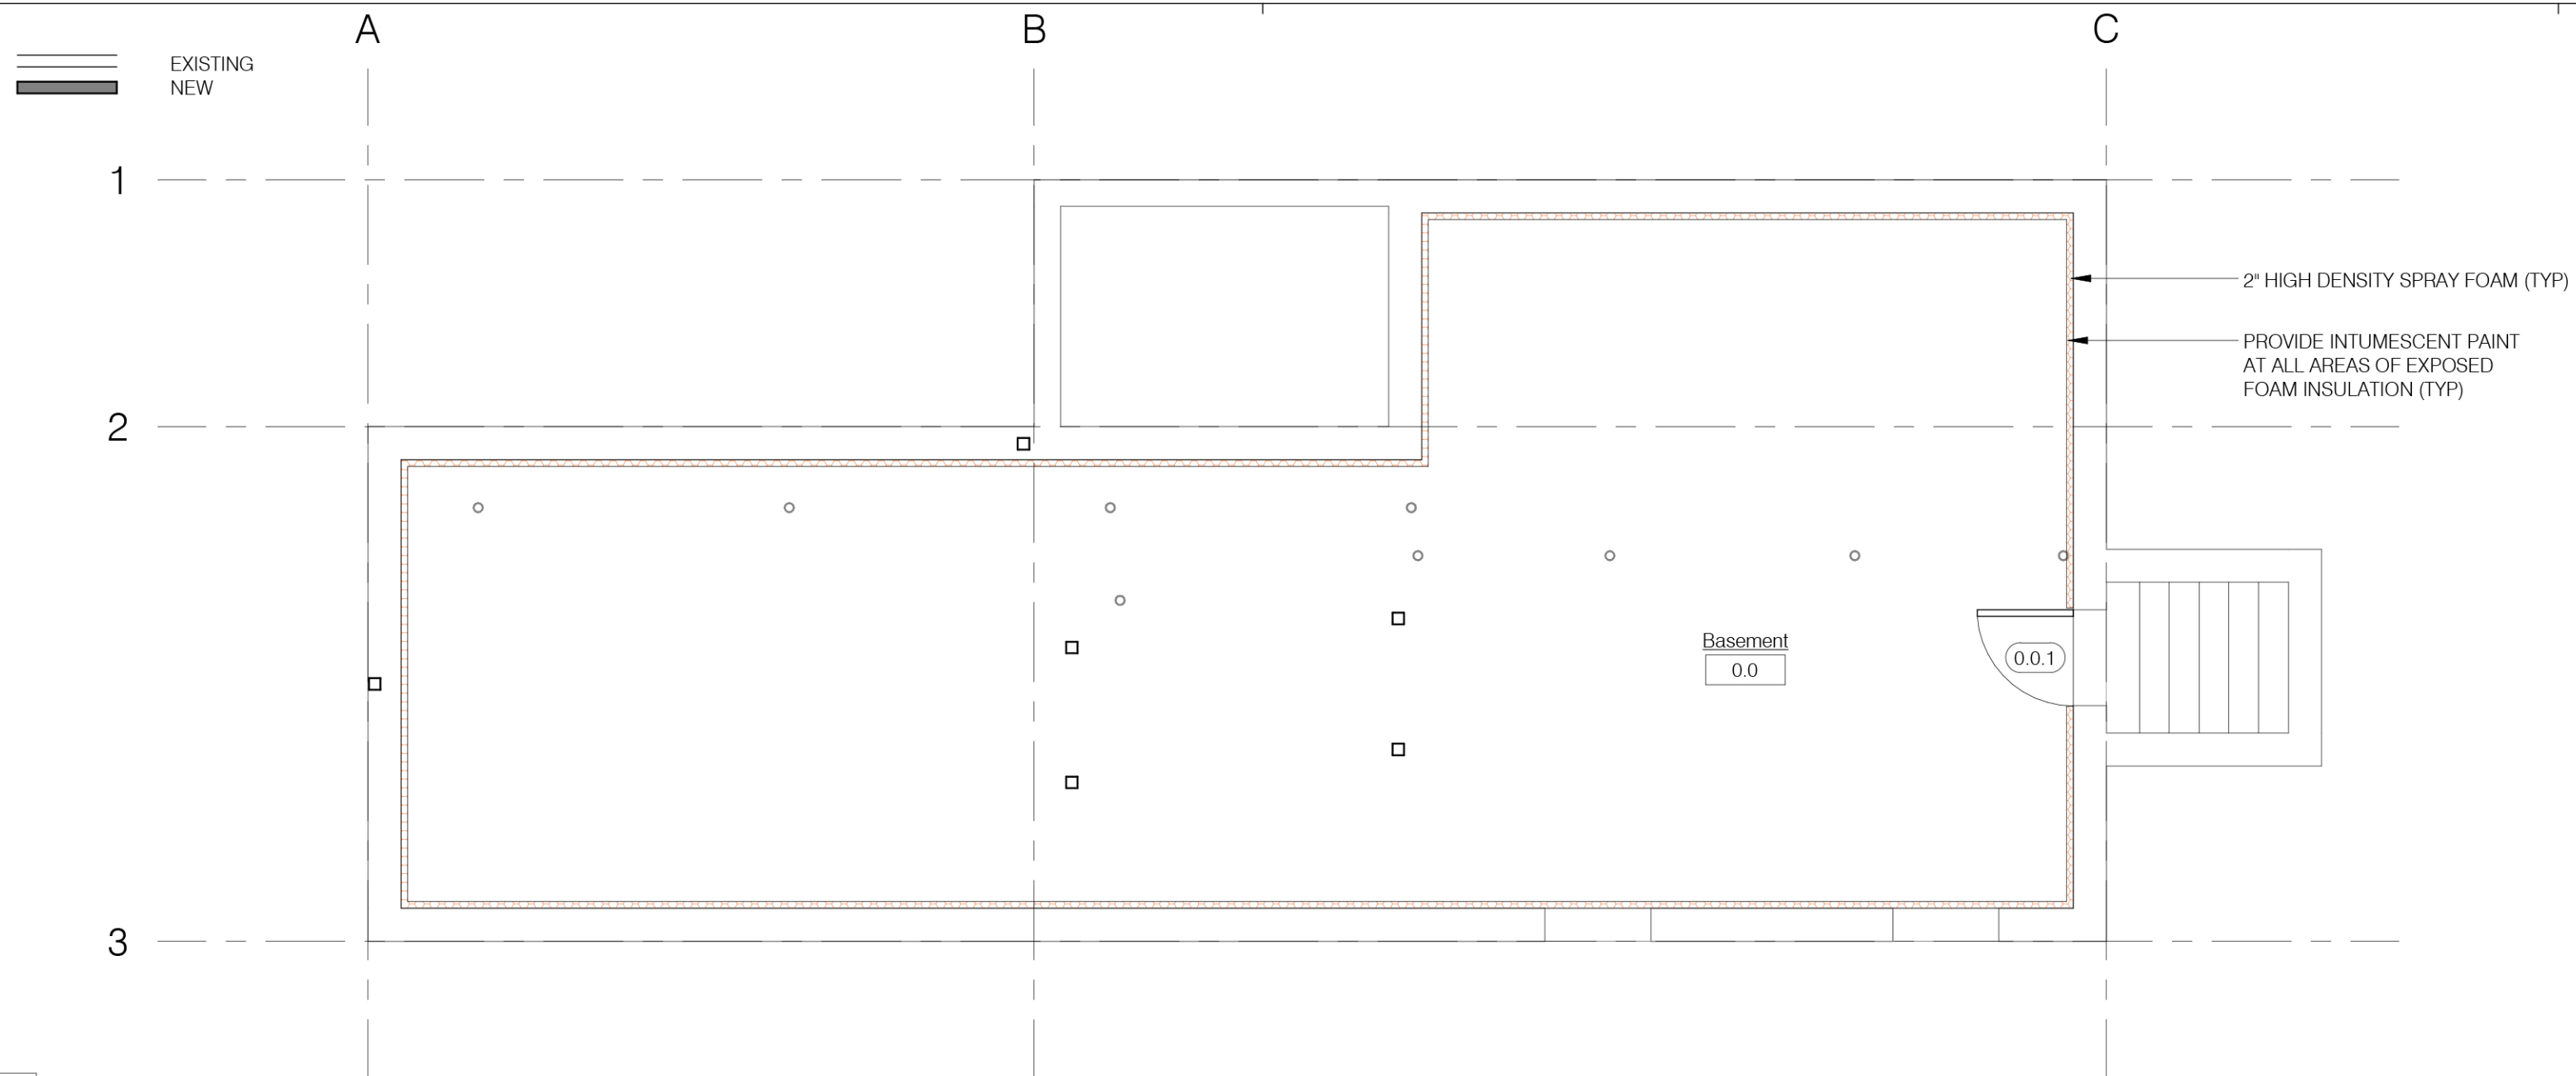 A
B
C
EXISTING
NEW
1
2" HIGH DENSITY SPRAY FOAM (TYP)
PROVIDE INTUMESCENT PAINT
AT ALL AREAS OF EXPOSED
FOAM INSULATION (TYP)
2
Basement
0.0
0.0.1
3